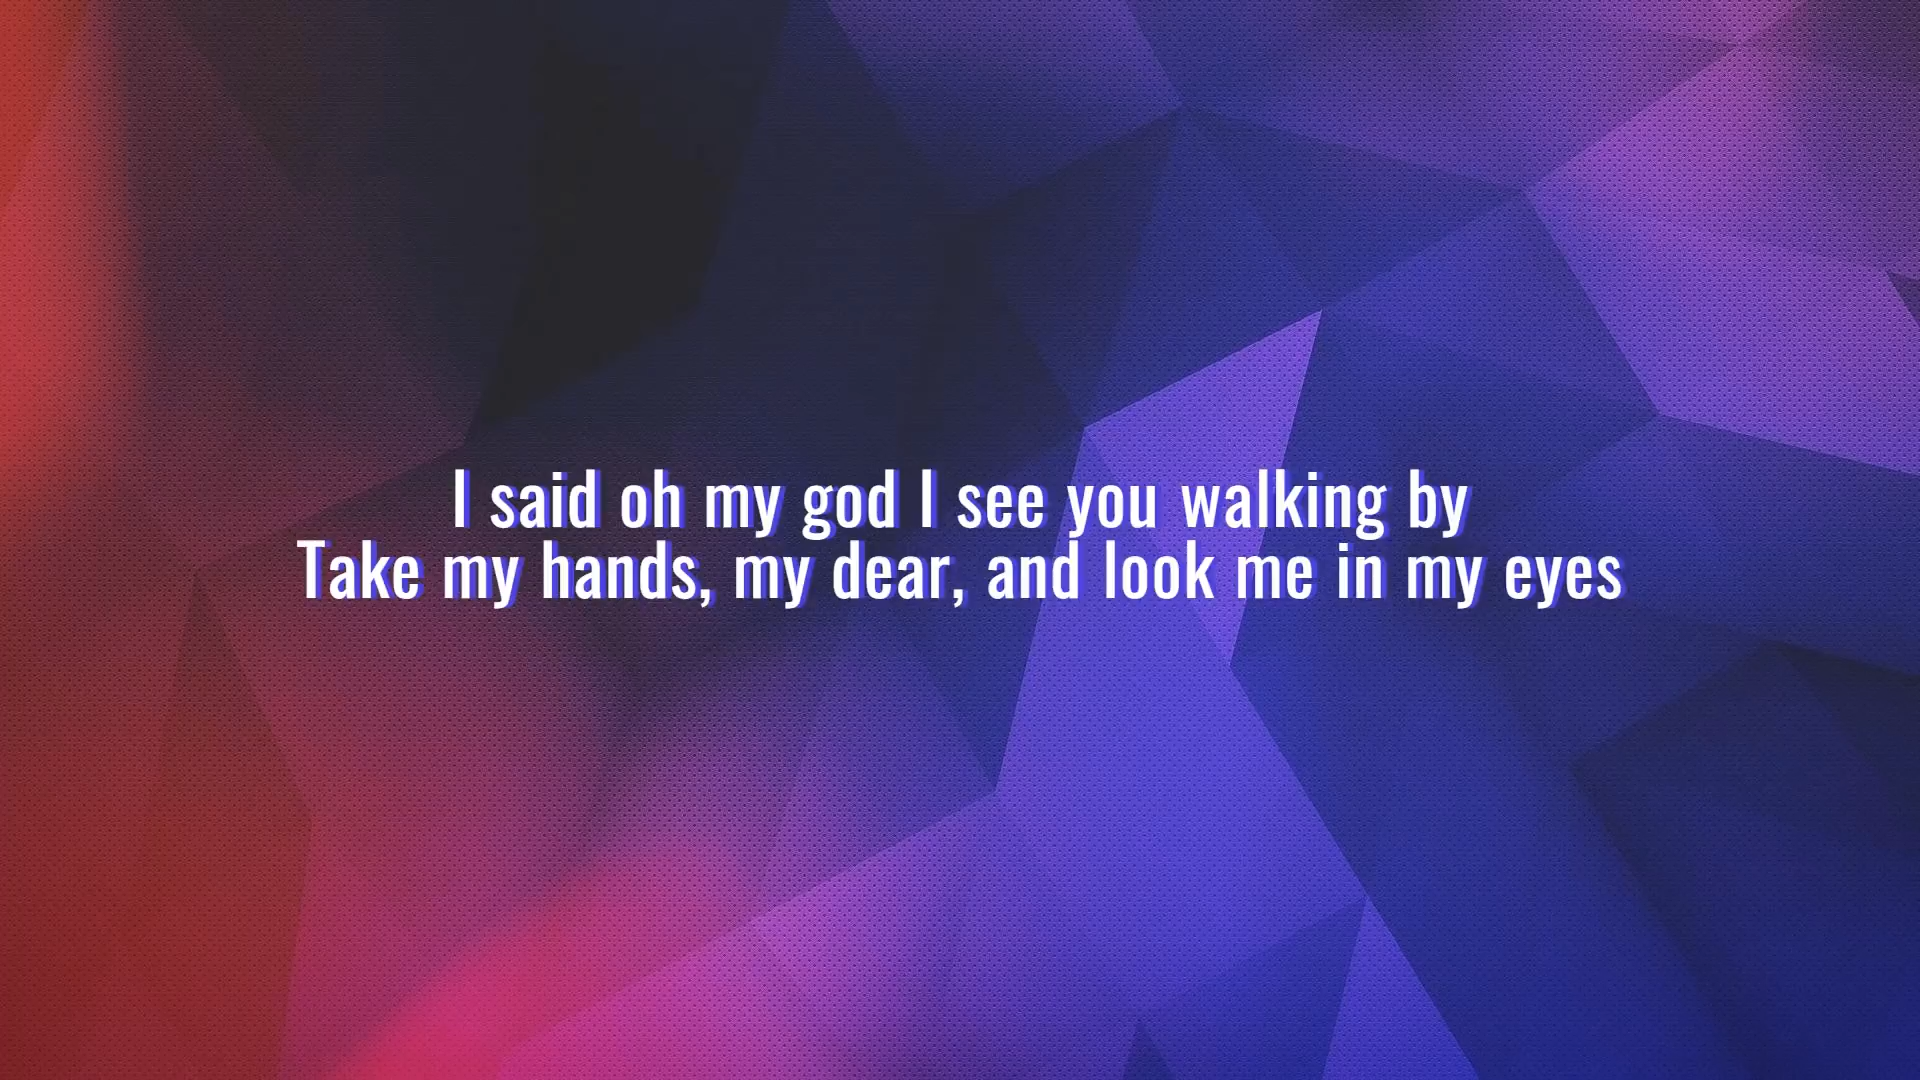 I said oh my god I see you walking by
Take my hands, my dear, and look me in my eyes